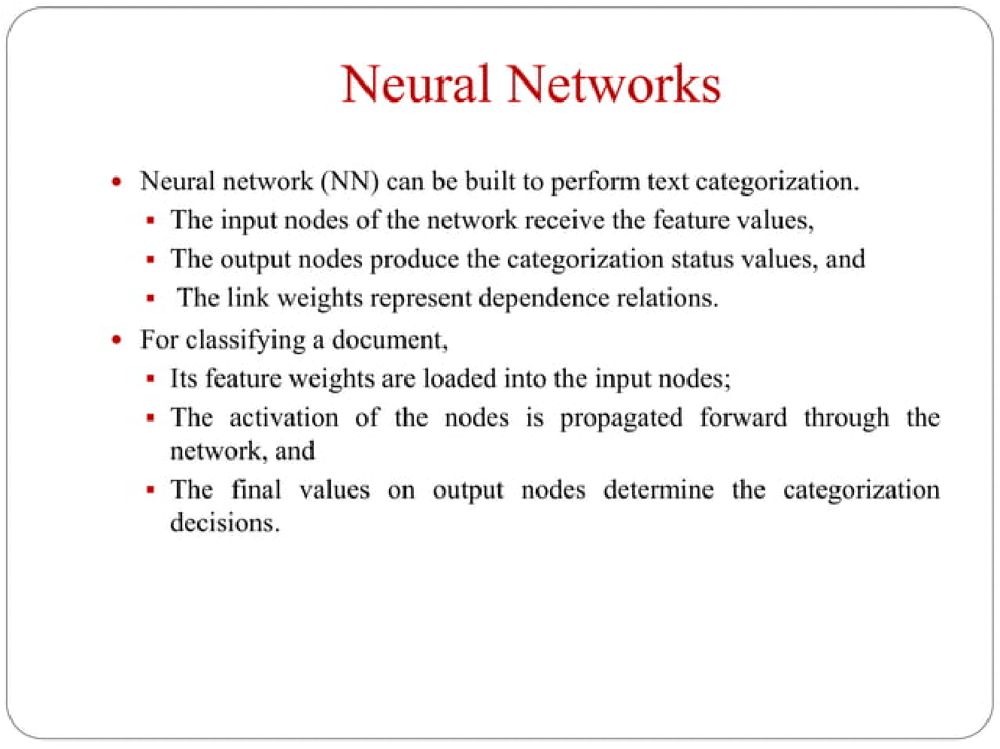 Neural Networks
• Neural network (NN) can be built to perform text categorization.
▪ The input nodes of the network receive the feature values,
▪ The output nodes produce the categorization status values, and
▪ The link weights represent dependence relations.
• For classifying a document,
▪ Its feature weights are loaded into the input nodes;
▪ The activation of the nodes is propagated forward through the
network, and
▪ The final values on output nodes determine the categorization
decisions.